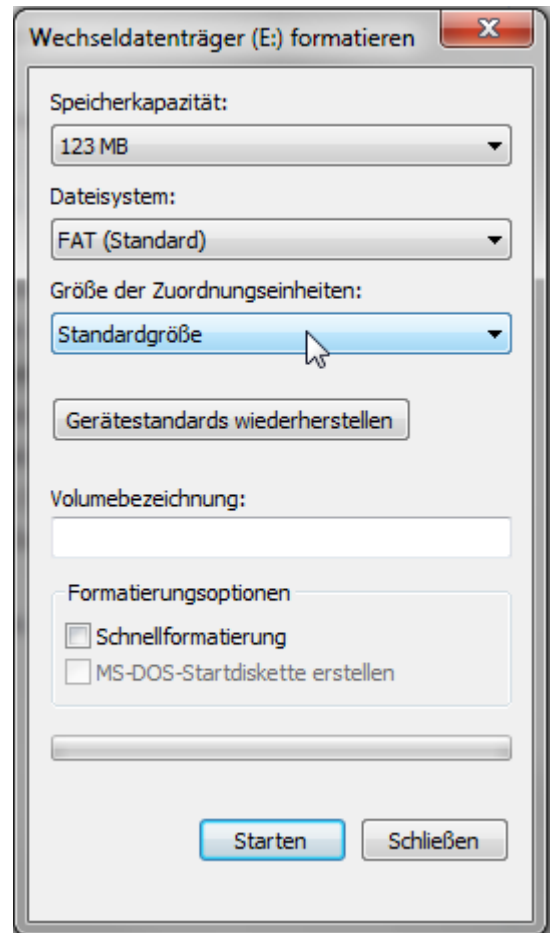 Wechseldatenträger (E:) formatieren
Speicherkapazität:
123 MB
Dateisystem:
FAT (Standard)
Größe der Zuordnungseinheiten:
Standardgröße
Gerätestandards wiederherstellen
Volumebezeichnung:
Formatierungsoptionen
Schnellformatierung
MS-DOS-Startdiskette erstellen
Starten Schließen